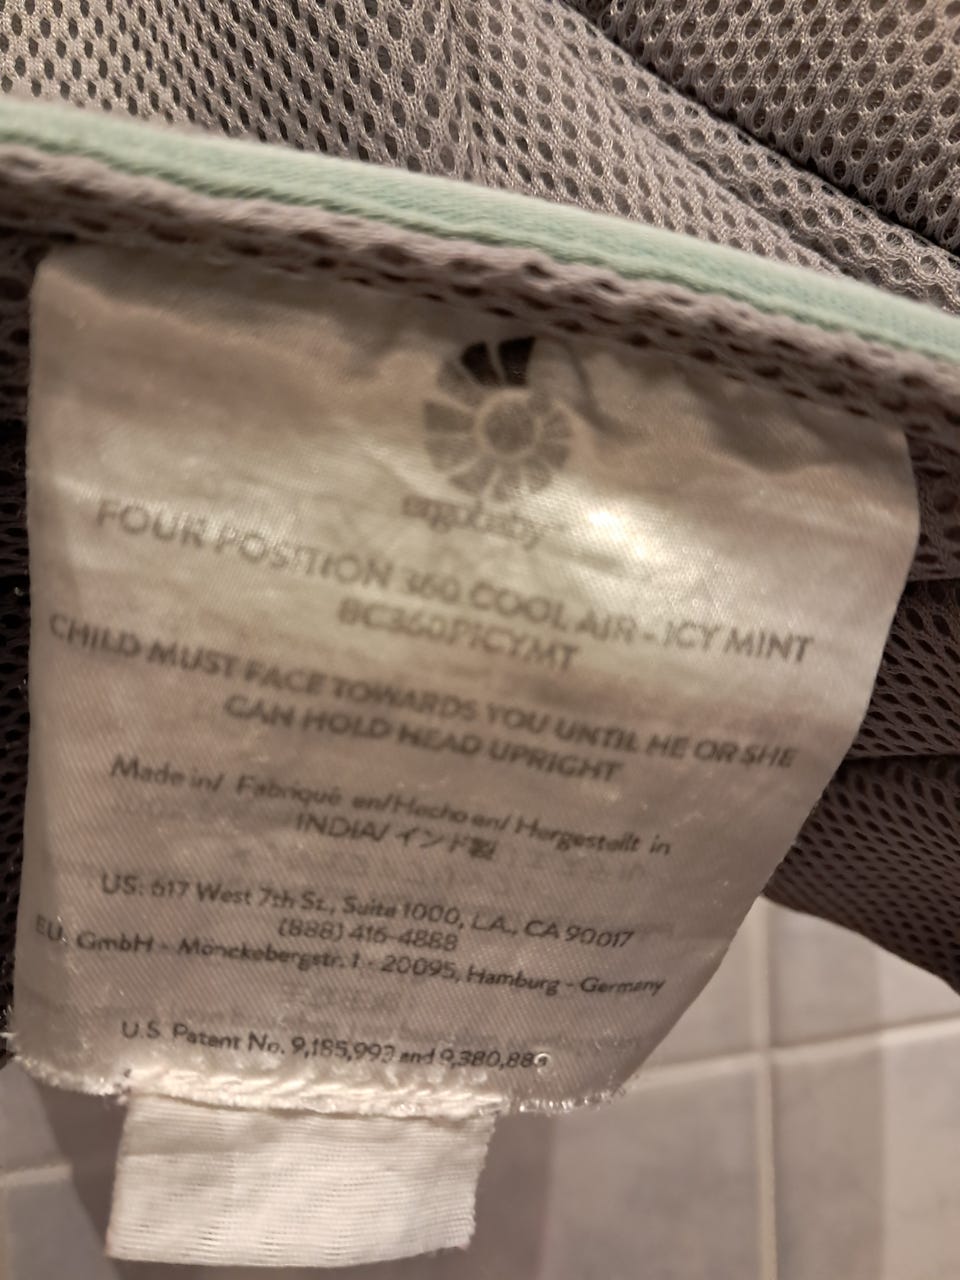 ergobaby
FOUR POSITION 360 COOL AIR - ICY MINT
BC360PICYMT
CHILD MUST FACE TOWARDS YOU UNTIL HE OR SHE
CAN HOLD HEAD UPRIGHT
Made in/ Fabriqué en/Hecho en/ Hergestellt in
INDIA/ インド製
US: 617 West 7th St., Suite 1000, L.A., CA 90017
(888) 416-4888
EU. GmbH - Mönckebergstr. 1 - 20095, Hamburg - Germany
U.S Patent No. 9,185,993 and